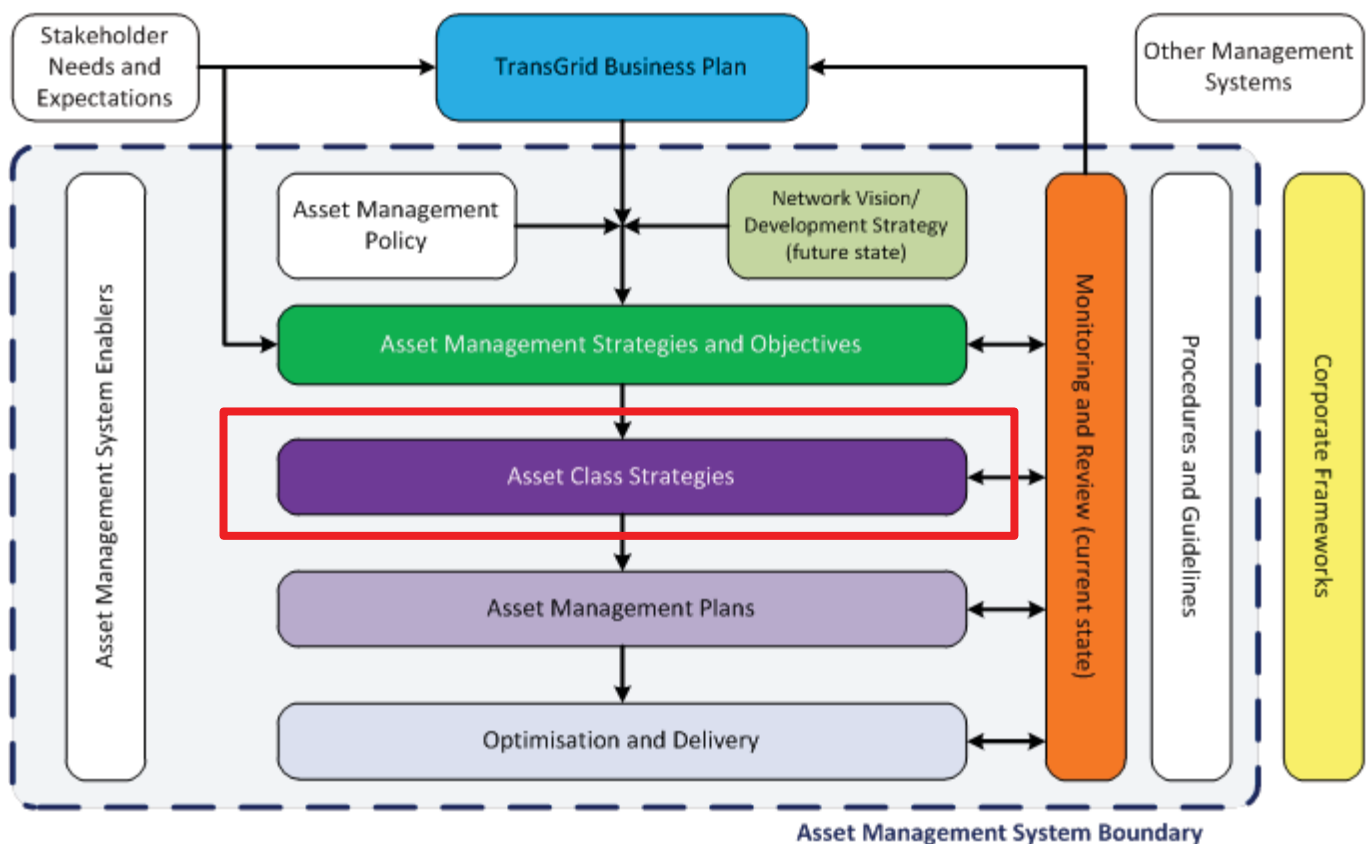 Stakeholder
Needs and
Expectations
TransGrid Business Plan
Other Management
Systems
Asset Management System Enablers
Asset Management
Policy
Network Vision/
Development Strategy
(future state)
Asset Management Strategies and Objectives
Asset Class Strategies
Asset Management Plans
Optimisation and Delivery
Monitoring and Review (current state)
Procedures and Guidelines
Corporate Frameworks
Asset Management System Boundary